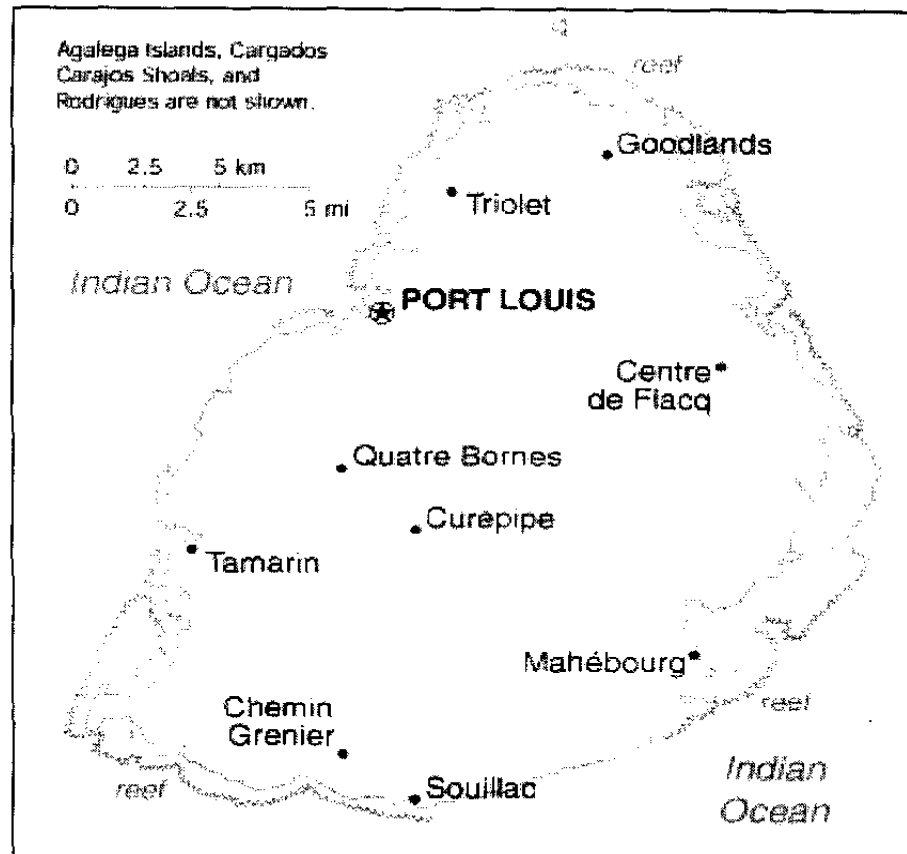 Agalega Islands, Cargados
Carajos Shoals, and
Rodrigues are not shown.
0 2.5 5 km
0 2.5 5 mi
reef
Goodlands
Triolet
Indian Ocean
PORT LOUIS
Centre
de Flacq
Quatre Bornes
Curepipe
Tamarin
Mahébourg
reef
Chemin
Grenier
Indian
Ocean
reef
Souillac